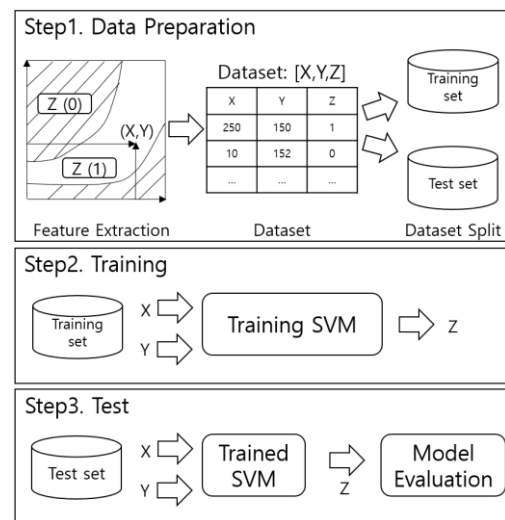 Step1. Data Preparation
Z (0)
(X,Y)
Z (1)
Feature Extraction
Dataset: [X,Y,Z]
X Y Z
250 150 1
10 152 0
... ... ...
Dataset
Training
set
Test set
Dataset Split
Step2. Training
Training
set
X
Y
Training SVM
Z
Step3. Test
Test set
X
Y
Trained
SVM
Z
Model
Evaluation